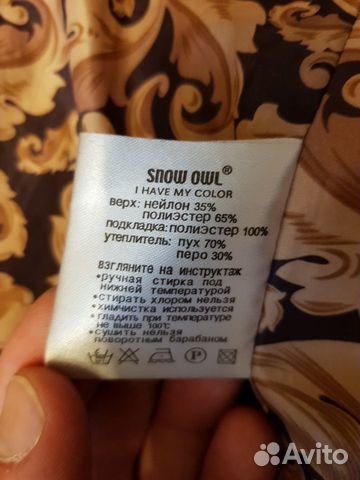 SNOW OWL®
I HAVE MY COLOR
верх: нейлон 35%
полиэстер 65%
подкладка: полиэстер 100%
утеплитель: пух 70%
перо 30%
взгляните на инструктаж
•ручная стирка под
нижней температурой
•стирать хлором нельзя
•химчистка используется
•гладить при температуре
не выше 100°C
•сушить нельзя
поворотным барабаном
P
Avito